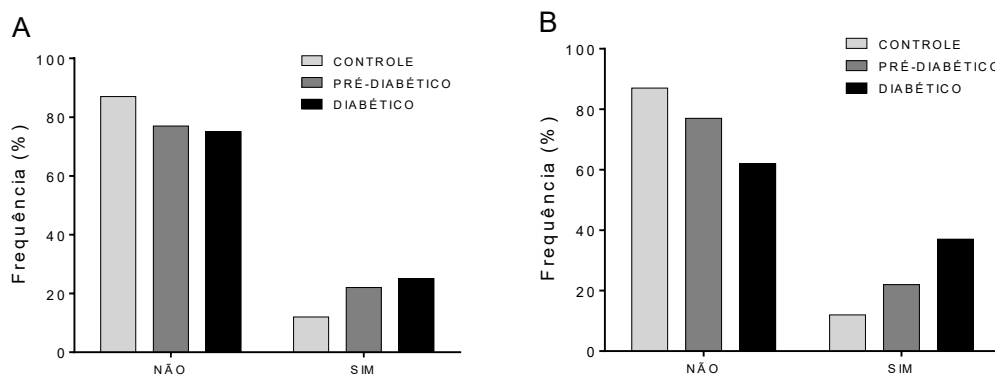 A
Frequência (%)
100
80
60
40
20
0
CONTROLE
PRÉ-DIABÉTICO
DIABÉTICO
NÃO
SIM
B
Frequência (%)
100
80
60
40
20
0
CONTROLE
PRÉ-DIABÉTICO
DIABÉTICO
NÃO
SIM